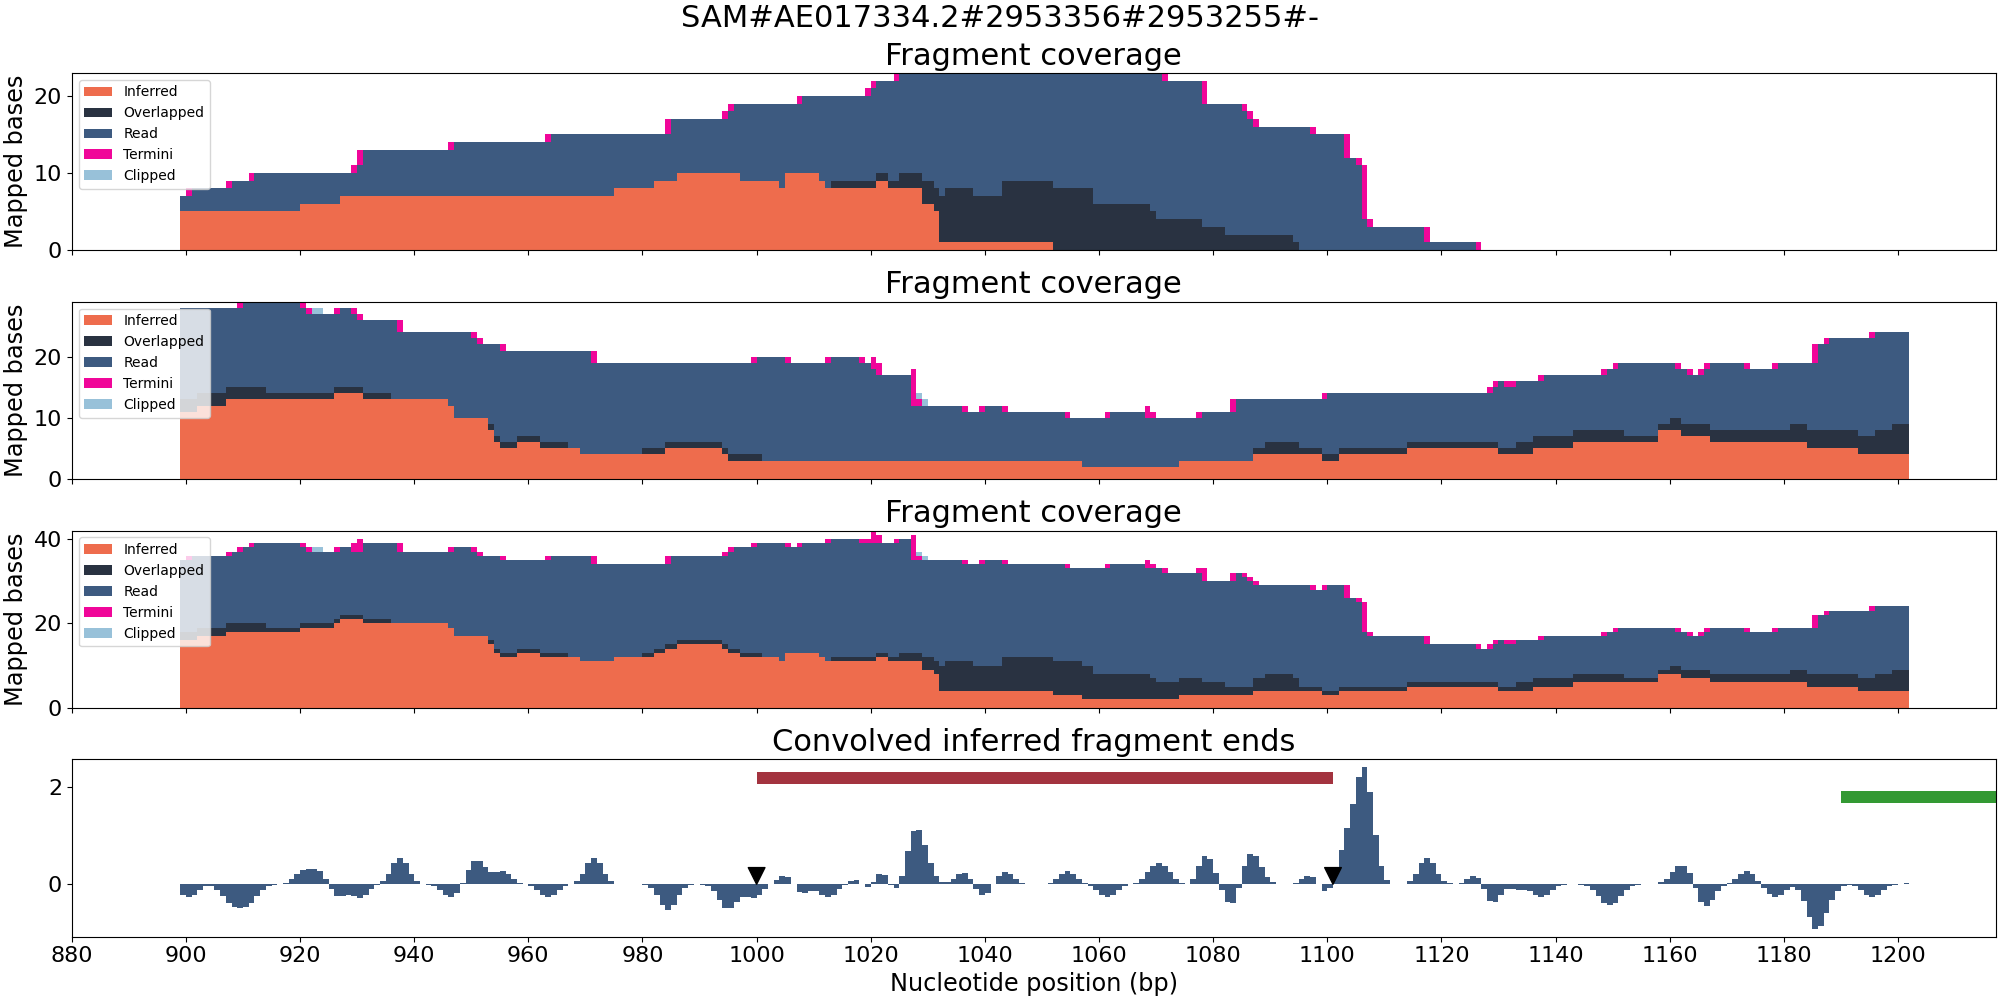 SAM#AE017334.2#2953356#2953255#-
Fragment coverage
Mapped bases
20
10
0
Inferred
Overlapped
Read
Termini
Clipped
Fragment coverage
Mapped bases
20
10
0
Inferred
Overlapped
Read
Termini
Clipped
Fragment coverage
Mapped bases
40
20
0
Inferred
Overlapped
Read
Termini
Clipped
Convolved inferred fragment ends
2
0
880 900 920 940 960 980 1000 1020 1040 1060 1080 1100 1120 1140 1160 1180 1200
Nucleotide position (bp)